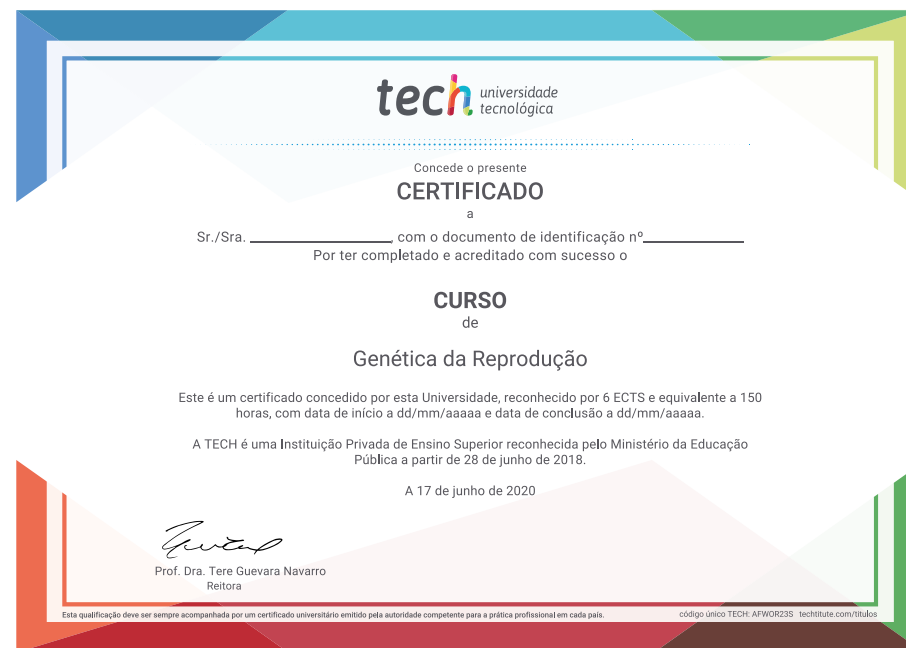 tech universidade
tecnológica
Concede o presente
CERTIFICADO
a
Sr./Sra. ________________, com o documento de identificação nº____________
Por ter completado e acreditado com sucesso o
CURSO
de
Genética da Reprodução
Este é um certificado concedido por esta Universidade, reconhecido por 6 ECTS e equivalente a 150
horas, com data de início a dd/mm/aaaaa e data de conclusão a dd/mm/aaaaa.
A TECH é uma Instituição Privada de Ensino Superior reconhecida pelo Ministério da Educação
Pública a partir de 28 de junho de 2018.
A 17 de junho de 2020
Prof. Dra. Tere Guevara Navarro
Reitora
Esta qualificação deve ser sempre acompanhada por um certificado universitário emitido pela autoridade competente para a prática profissional em cada país.
código único TECH: AFWOR23S techtitute.com/titulos